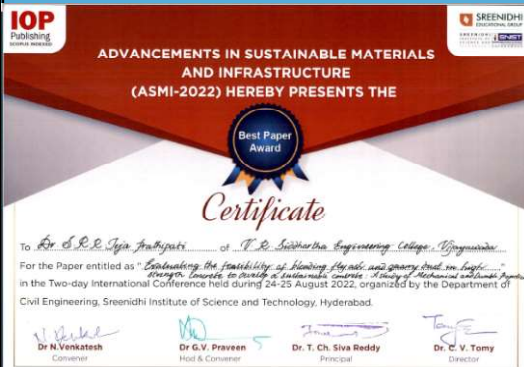 IOP
Publishing
SCOPUS INDEXED
SREENIDHI
EDUCATIONAL GROUP
SNIST
ADVANCEMENTS IN SUSTAINABLE MATERIALS
AND INFRASTRUCTURE
(ASMI-2022) HEREBY PRESENTS THE
Best Paper
Award
Certificate
To Dr S.R.R. Teja Prathipati of V.R. Siddhartha Engineering College, Vijayawada
For the Paper entitled as "Evaluating the feasibility of blending fly ash and quarry dust in high
strength concrete to develop a sustainable concrete: A study of Mechanical and
in the Two-day International Conference held during 24-25 August 2022, organized by the Department of
Civil Engineering, Sreenidhi Institute of Science and Technology, Hyderabad.
Dr N.Venkatesh
Convener
Dr G.V. Praveen
Hod & Convener
Dr. T. Ch. Siva Reddy
Principal
Dr. C. V. Tomy
Director